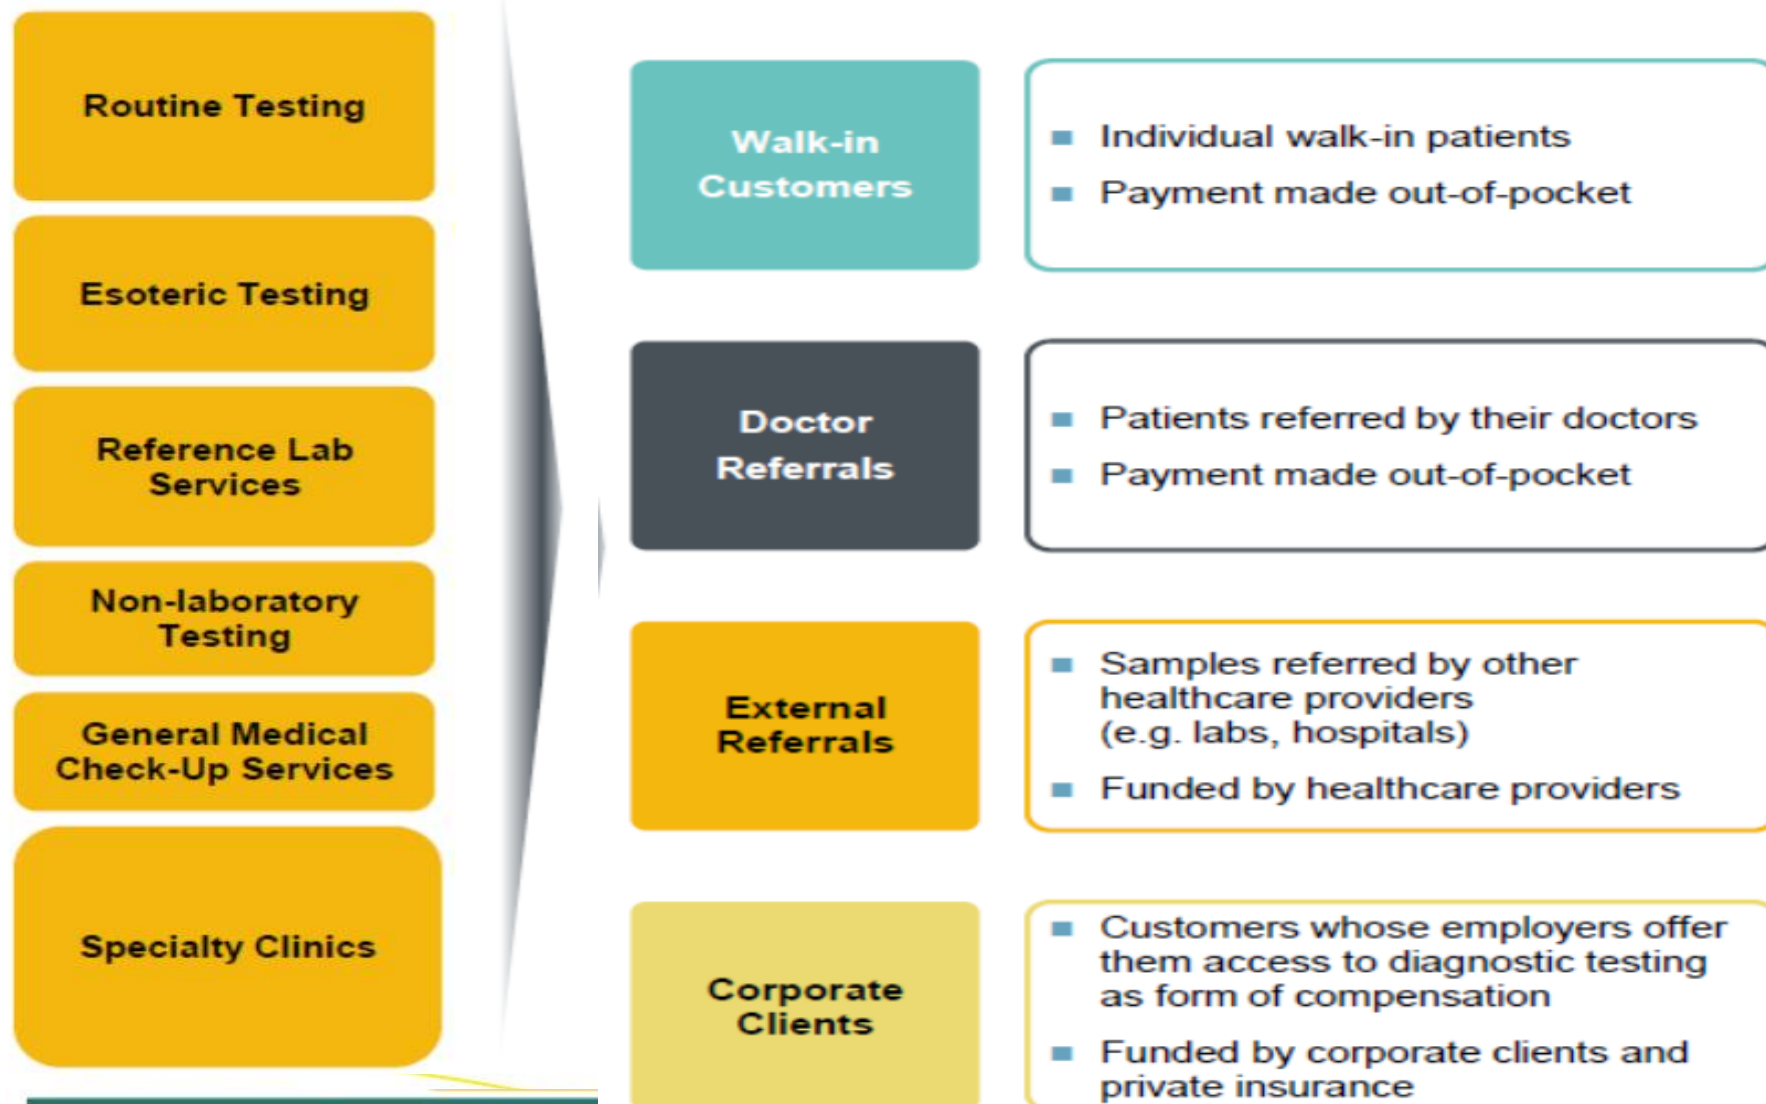 Routine Testing
Esoteric Testing
Reference Lab
Services
Non-laboratory
Testing
General Medical
Check-Up Services
Specialty Clinics
Walk-in
Customers
■ Individual walk-in patients
■ Payment made out-of-pocket
Doctor
Referrals
■ Patients referred by their doctors
■ Payment made out-of-pocket
External
Referrals
■ Samples referred by other
healthcare providers
(e.g. labs, hospitals)
■ Funded by healthcare providers
Corporate
Clients
■ Customers whose employers offer
them access to diagnostic testing
as form of compensation
■ Funded by corporate clients and
private insurance